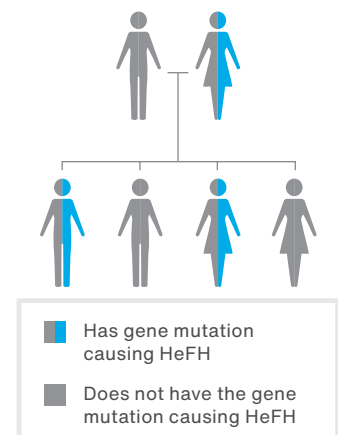 Has gene mutation
causing HeFH
Does not have the gene
mutation causing HeFH